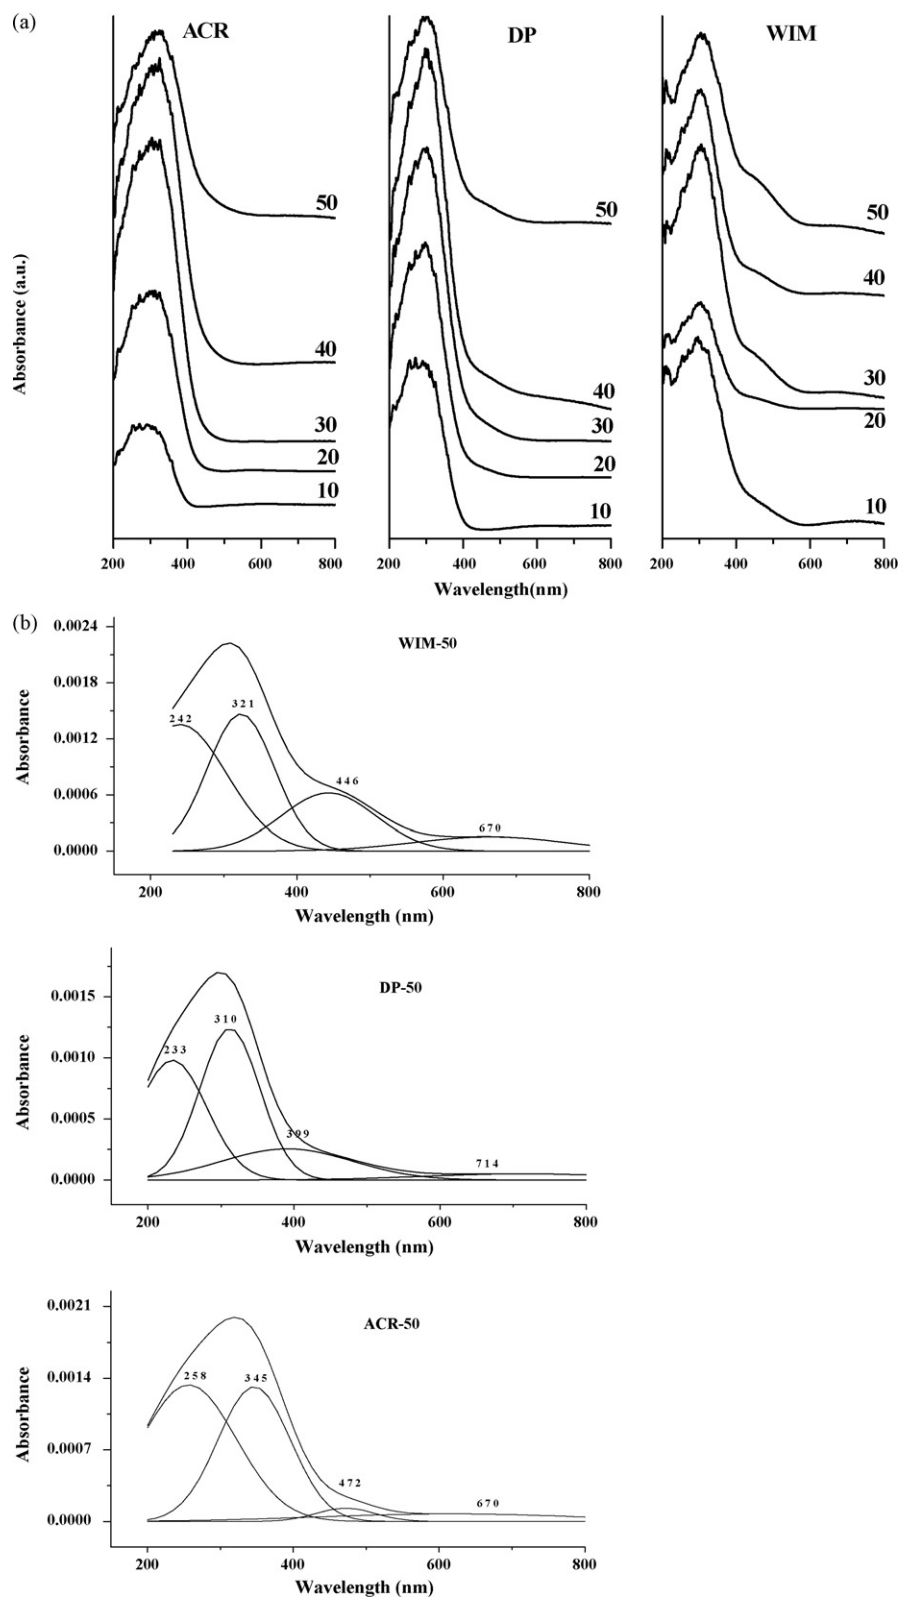 (a)
ACR
DP
WIM
Absorbance (a.u.)
50
40
30
20
10
50
40
30
20
10
50
40
30
20
10
200 400 600 800
200 400 600 800
200 400 600 800
Wavelength(nm)
(b)
WIM-50
Absorbance
0.0024
0.0018
0.0012
0.0006
0.0000
242
321
446
670
200 400 600 800
Wavelength (nm)
DP-50
Absorbance
0.0015
0.0010
0.0005
0.0000
233
310
399
714
200 400 600 800
Wavelength (nm)
ACR-50
Absorbance
0.0021
0.0014
0.0007
0.0000
258
345
472
670
200 400 600 800
Wavelength (nm)